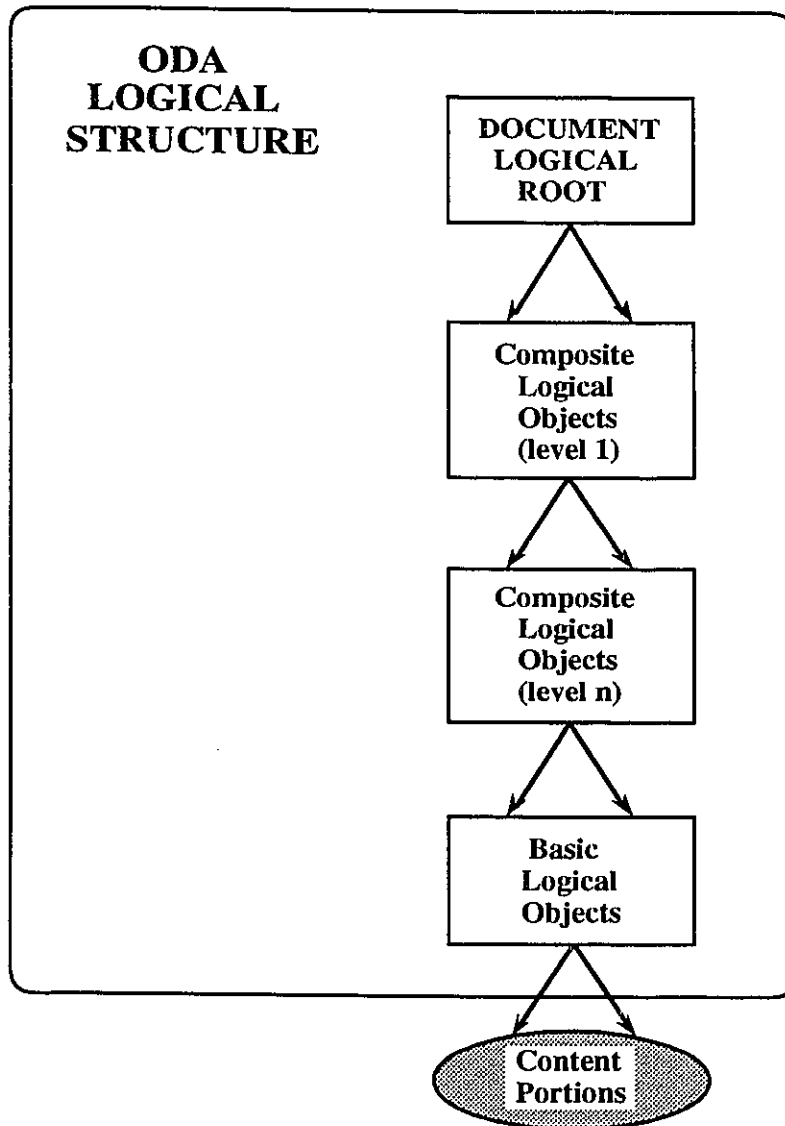 ODA
LOGICAL
STRUCTURE
DOCUMENT
LOGICAL
ROOT
Composite
Logical
Objects
(level 1)
Composite
Logical
Objects
(level n)
Basic
Logical
Objects
Content
Portions